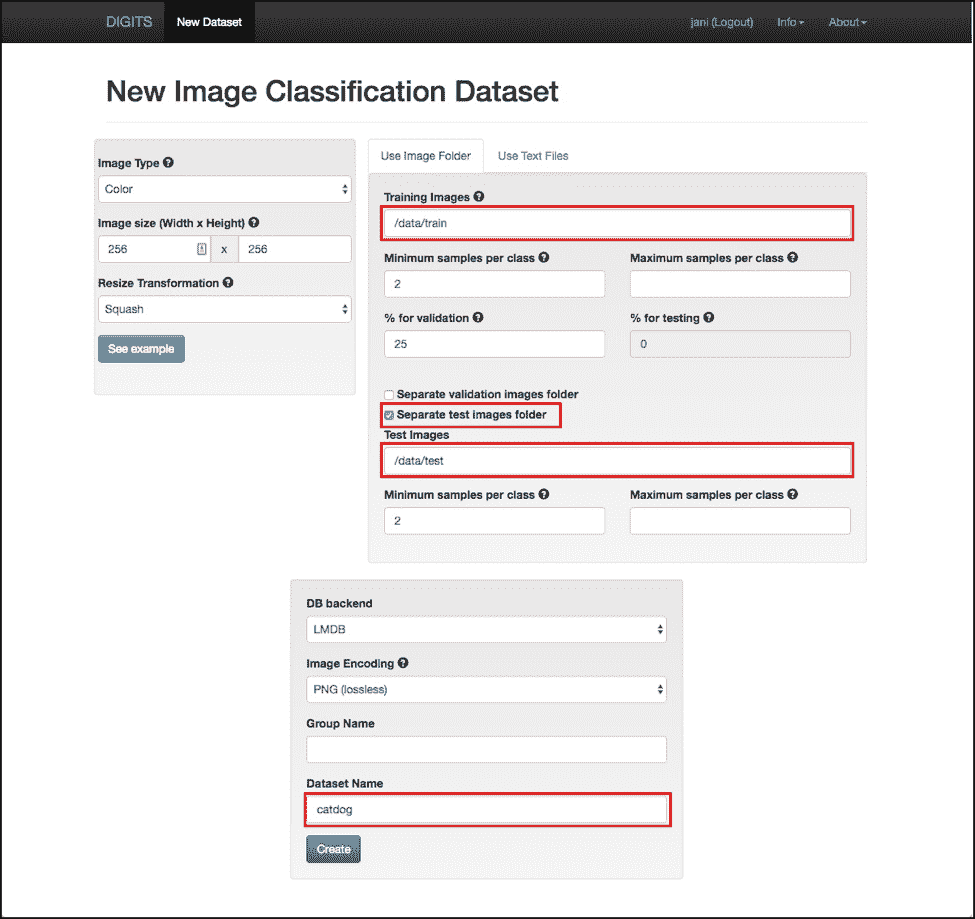 DIGITS New Dataset jani (Logout) Info About
New Image Classification Dataset
Image Type
Color
Image size (Width x Height)
256 x 256
Resize Transformation
Squash
See example
Use Image Folder Use Text Files
Training Images
/data/train
Minimum samples per class Maximum samples per class
2
% for validation % for testing
25 0
Separate validation images folder
Separate test images folder
Test Images
/data/test
Minimum samples per class Maximum samples per class
2
DB backend
LMDB
Image Encoding
PNG (lossless)
Group Name
Dataset Name
catdog
Create